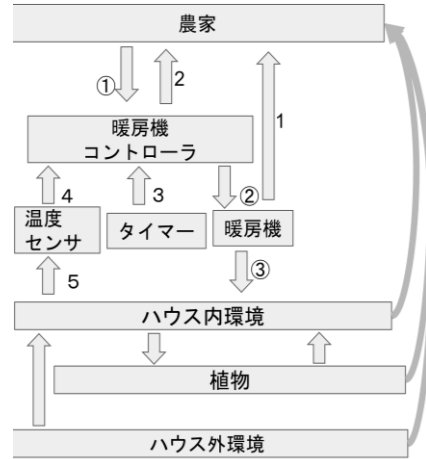 農家
①
2
1
暖房機
コントローラ
4
3
②
温度
センサ
タイマー
暖房機
5
③
ハウス内環境
植物
ハウス外環境